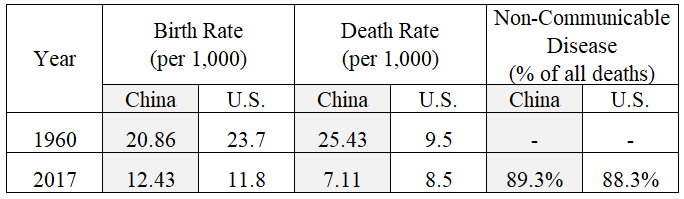 Year
Birth Rate
(per 1,000)
Death Rate
(per 1,000)
Non-Communicable
Disease
(% of all deaths)
China U.S. China U.S. China U.S.
1960 20.86 23.7 25.43 9.5 - -
2017 12.43 11.8 7.11 8.5 89.3% 88.3%